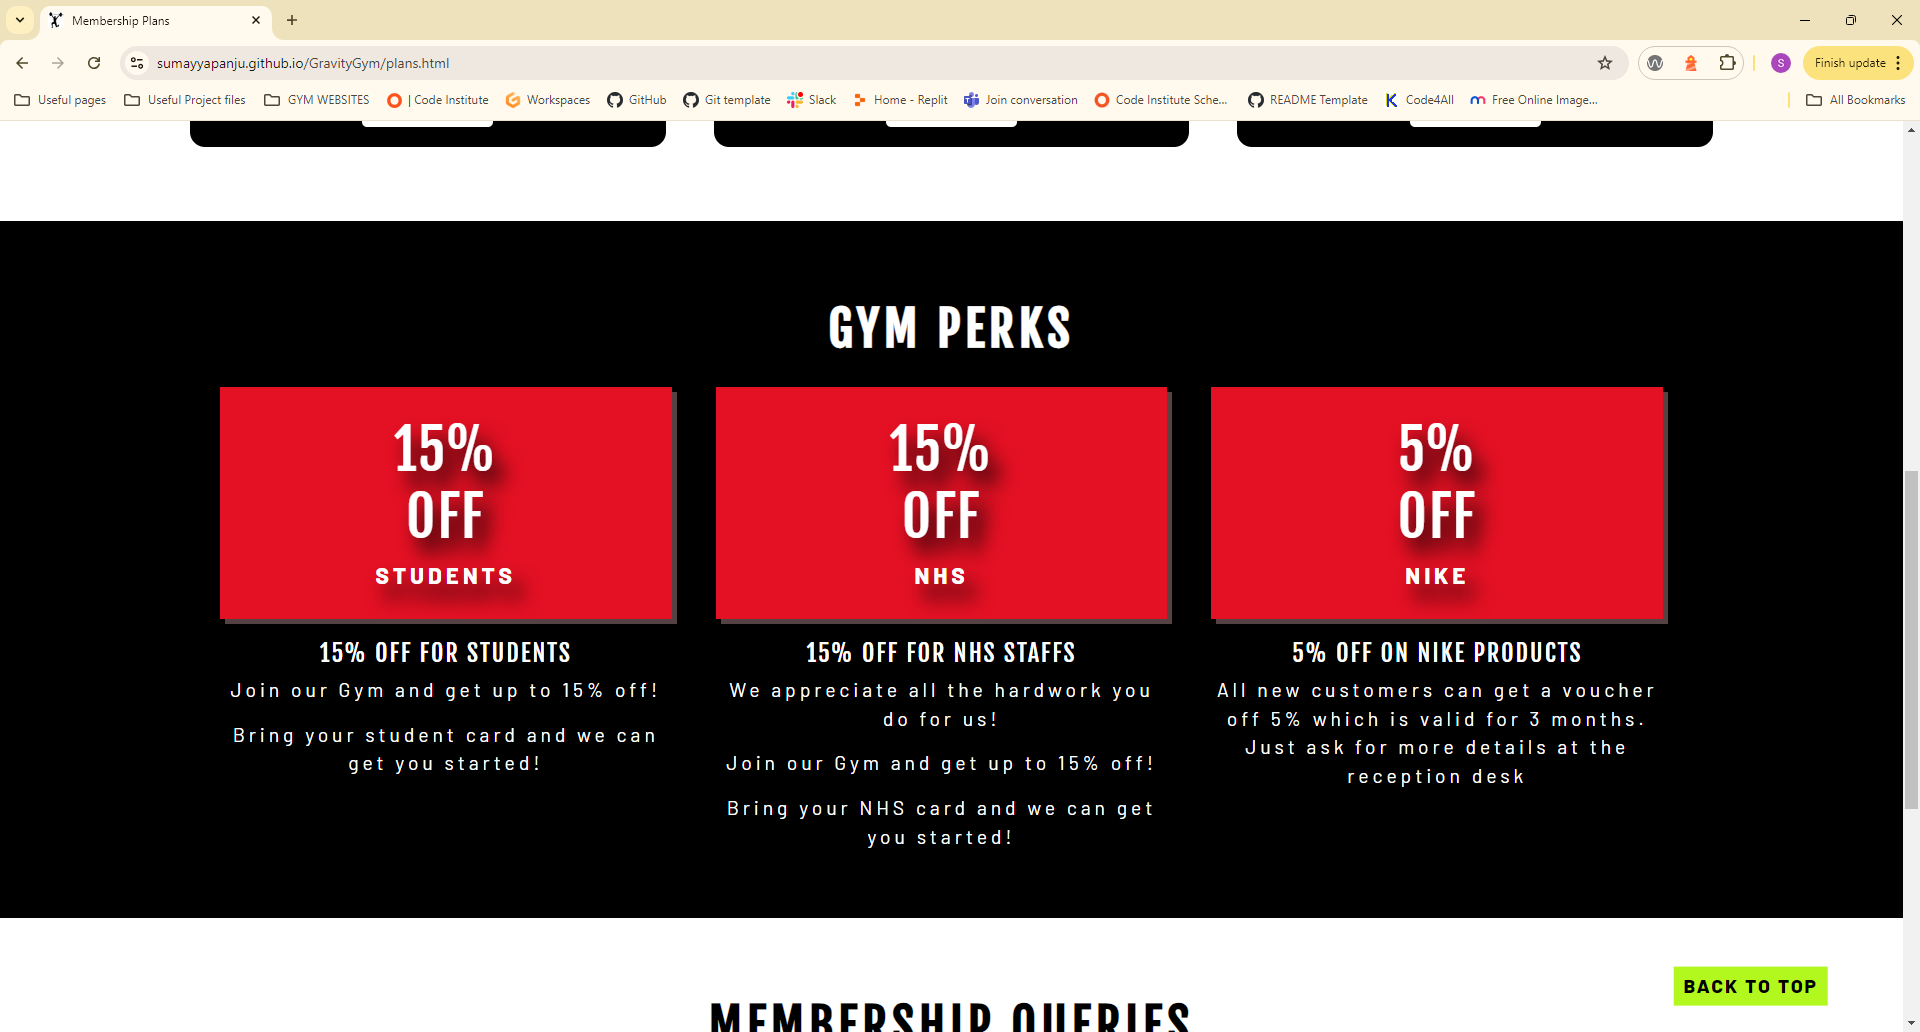 Membership Plans
sumayyapanju.github.io/GravityGym/plans.html
S
Finish update
Useful pages
Useful Project files
GYM WEBSITES
| Code Institute
Workspaces
GitHub
Git template
Slack
Home - Replit
Join conversation
Code Institute Sche...
README Template
Code4All
Free Online Image...
All Bookmarks
GYM PERKS
15%
OFF
STUDENTS
15% OFF FOR STUDENTS
Join our Gym and get up to 15% off!
Bring your student card and we can
get you started!
15%
OFF
NHS
15% OFF FOR NHS STAFFS
We appreciate all the hardwork you
do for us!
Join our Gym and get up to 15% off!
Bring your NHS card and we can get
you started!
5%
OFF
NIKE
5% OFF ON NIKE PRODUCTS
All new customers can get a voucher
off 5% which is valid for 3 months.
Just ask for more details at the
reception desk
BACK TO TOP
MEMBERSHIP QUERIES